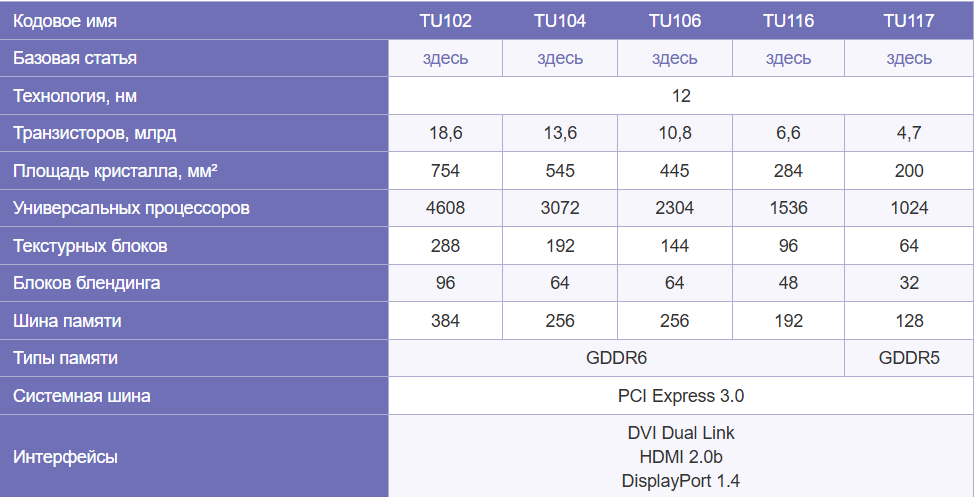 Кодовое имя TU102 TU104 TU106 TU116 TU117
Базовая статья здесь здесь здесь здесь здесь
Технология, нм 12
Транзисторов, млрд 18,6 13,6 10,8 6,6 4,7
Площадь кристалла, мм² 754 545 445 284 200
Универсальных процессоров 4608 3072 2304 1536 1024
Текстурных блоков 288 192 144 96 64
Блоков блендинга 96 64 64 48 32
Шина памяти 384 256 256 192 128
Типы памяти GDDR6 GDDR5
Системная шина PCI Express 3.0
Интерфейсы DVI Dual Link
HDMI 2.0b
DisplayPort 1.4